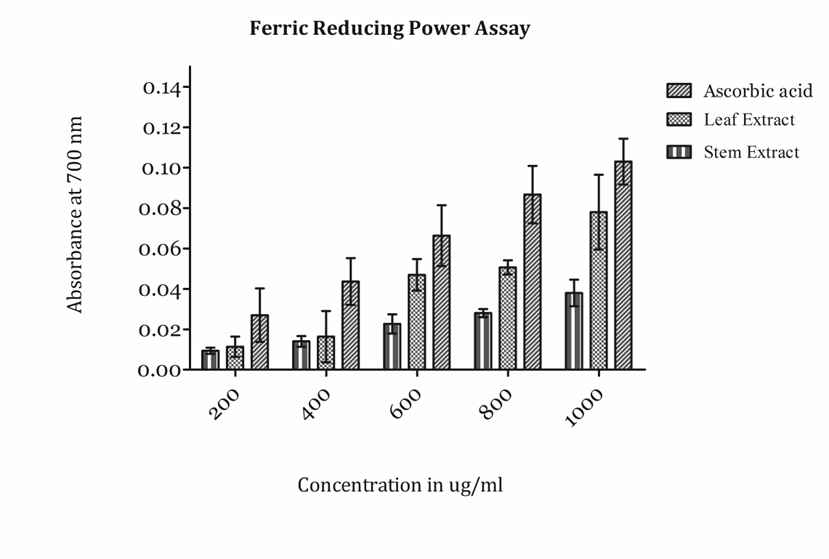 Ferric Reducing Power Assay
Absorbance at 700 nm
0.14
0.12
0.10
0.08
0.06
0.04
0.02
0.00
200
400
600
800
1000
Concentration in ug/ml
Ascorbic acid
Leaf Extract
Stem Extract